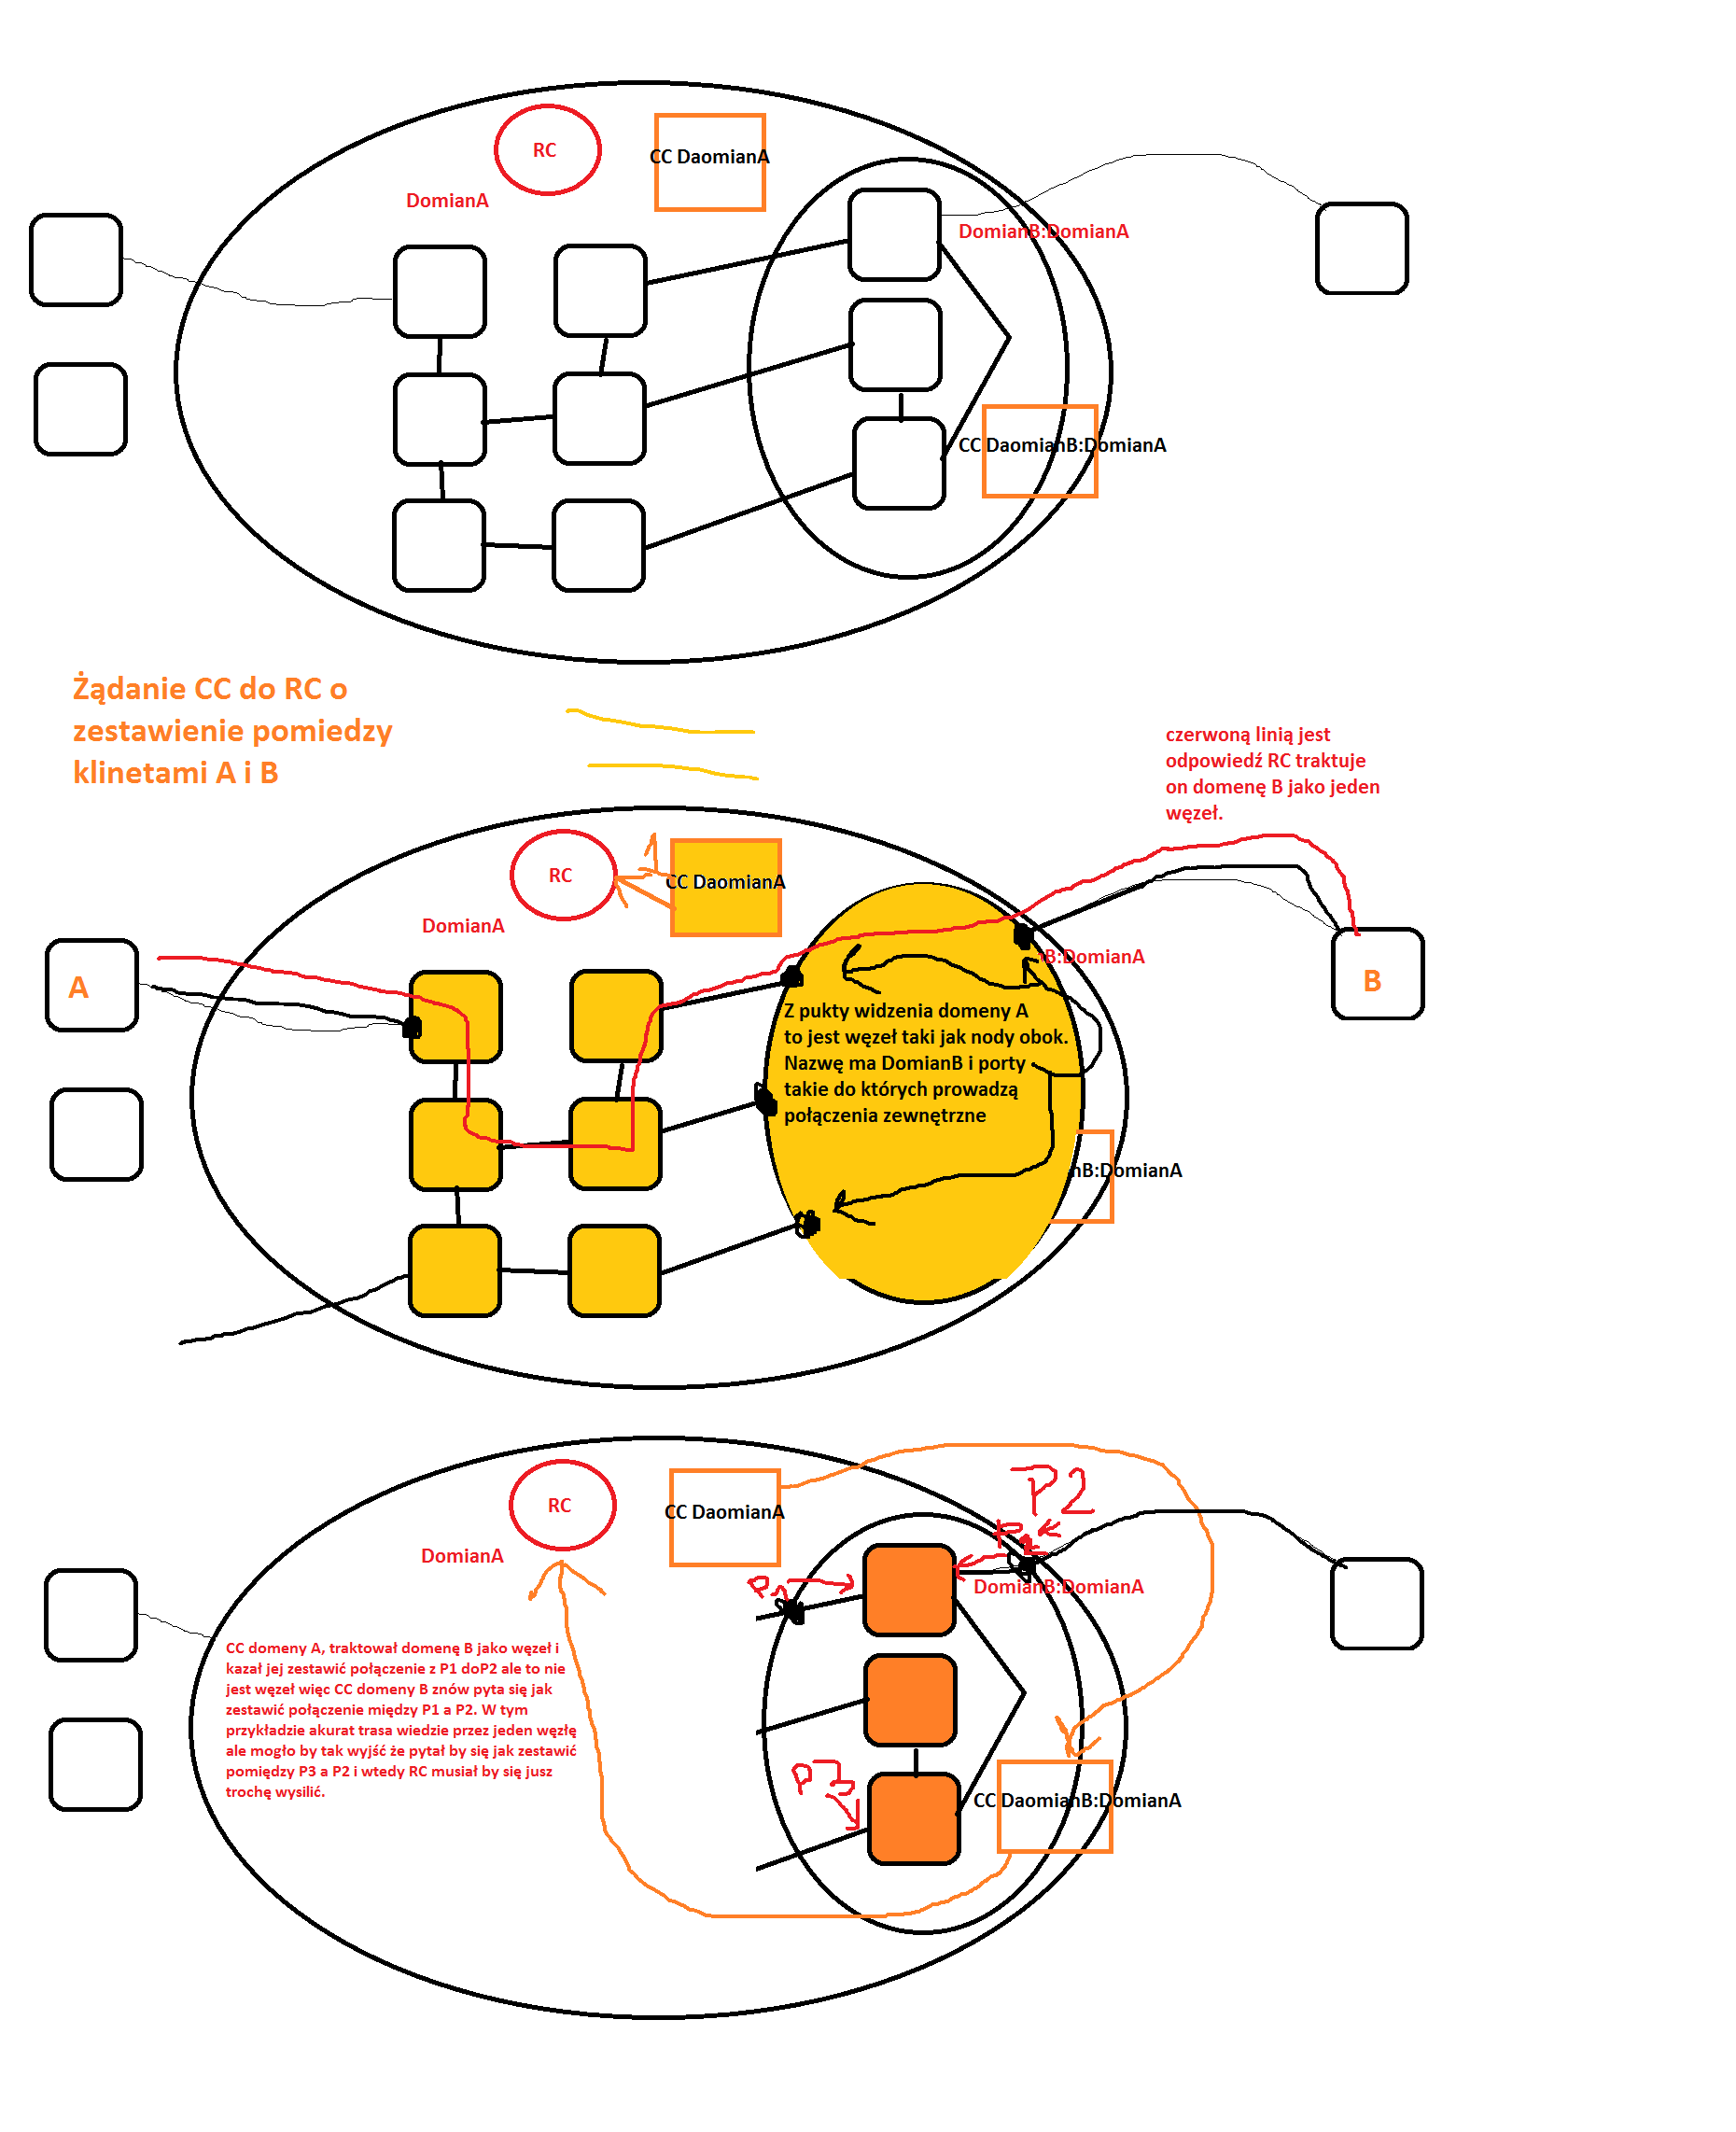 RC
CC DaomianA
DomianA
DomianB:DomianA
CC DaomianB:DomianA
Żądanie CC do RC o
zestawienie pomiedzy
klinetami A i B
czerwoną linią jest
odpowiedź RC traktuje
on domenę B jako jeden
węzeł.
RC
CC DaomianA
DomianA
B:DomianA
A
B
Z pukty widzenia domeny A
to jest węzeł taki jak nody obok.
Nazwę ma DomianB i porty
takie do których prowadzą
połączenia zewnętrzne
B:DomianA
P2
RC
CC DaomianA
DomianA
DomianB:DomianA
CC domeny A, traktował domenę B jako węzeł i
kazał jej zestawić połączenie z P1 doP2 ale to nie
jest węzeł więc CC domeny B znów pyta się jak
zestawić połączenie między P1 a P2. W tym
przykładzie akurat trasa wiedzie przez jeden węzłę
ale mogło by tak wyjść że pytał by się jak zestawić
pomiędzy P3 a P2 i wtedy RC musiał by się jusz
trochę wysilić.
P3
CC DaomianB:DomianA